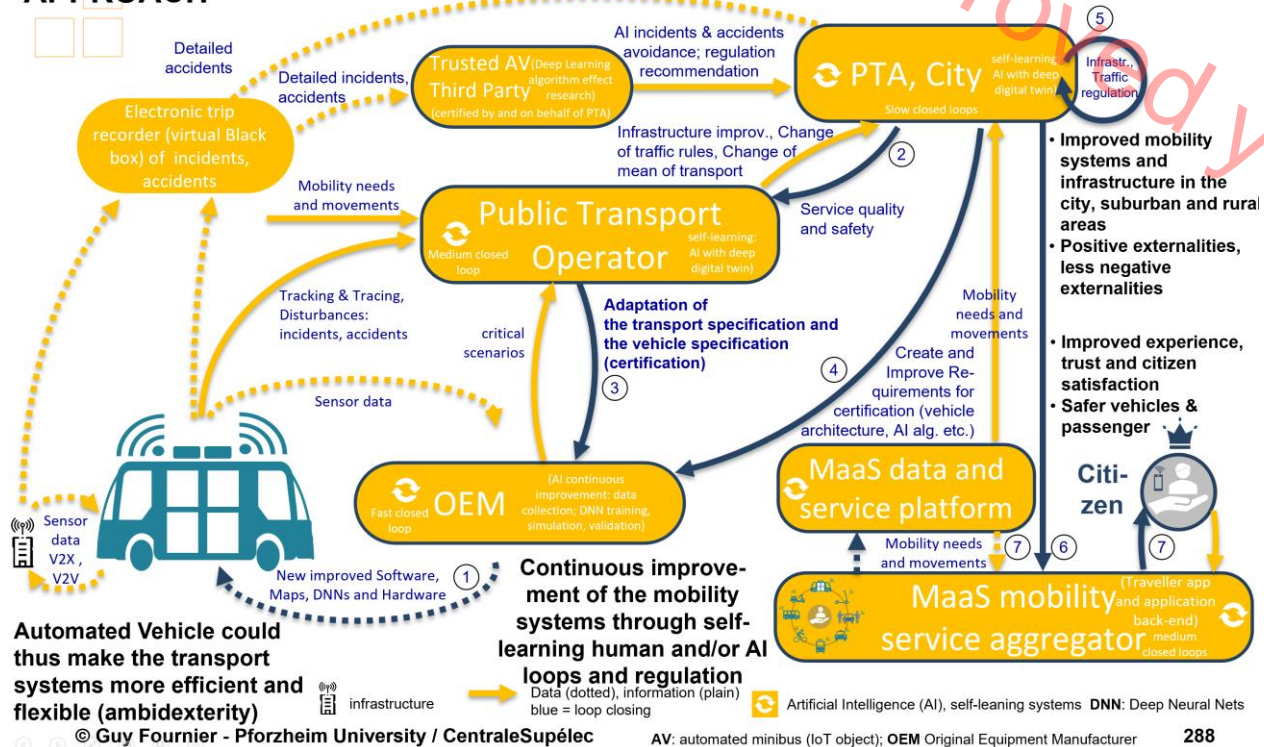 APPROACH
roved y
Detailed
accidents
Detailed incidents,
accidents
Electronic trip
recorder (virtual Black
box) of incidents,
accidents
Trusted AV (Deep Learning
Third Party algorithm effect
research)
(certified by and on behalf of PTA)
AI incidents & accidents
avoidance; regulation
recommendation
PTA, City
self-learning:
AI with deep
digital twin)
Slow closed loops
5
Infrastr.,
Traffic
regulation
Infrastructure improv., Change
of traffic rules, Change of
mean of transport
2
Mobility needs
and movements
Public Transport
Operator
Medium closed
loop
self-learning:
AI with deep
digital twin)
Service quality
and safety
• Improved mobility
systems and
infrastructure in the
city, suburban and rural
areas
• Positive externalities,
less negative
externalities
• Improved experience,
trust and citizen
satisfaction
• Safer vehicles &
passenger
Tracking & Tracing,
Disturbances:
incidents, accidents
critical
scenarios
Adaptation of
the transport specification and
the vehicle specification
(certification)
3
4
Mobility
needs and
movements
Create and
Improve Re-
quirements for
certification (vehicle
architecture, AI alg. etc.)
Sensor data
OEM
Fast closed
loop
(AI continuous
improvement: data
collection; DNN training,
simulation, validation)
MaaS data and
service platform
Citi-
zen
Sensor
data
V2X ,
V2V
New improved Software,
Maps, DNNs and Hardware
1
Mobility needs
and movements
7
6
7
MaaS mobility
service aggregator
(Traveller app
and application
back-end)
medium
closed loops
Continuous improve-
ment of the mobility
systems through self-
learning human and/or AI
loops and regulation
Automated Vehicle could
thus make the transport
systems more efficient and
flexible (ambidexterity)
infrastructure
Data (dotted), information (plain)
blue = loop closing
Artificial Intelligence (AI), self-leaning systems DNN: Deep Neural Nets
© Guy Fournier - Pforzheim University / CentraleSupélec
AV: automated minibus (IoT object); OEM Original Equipment Manufacturer
288